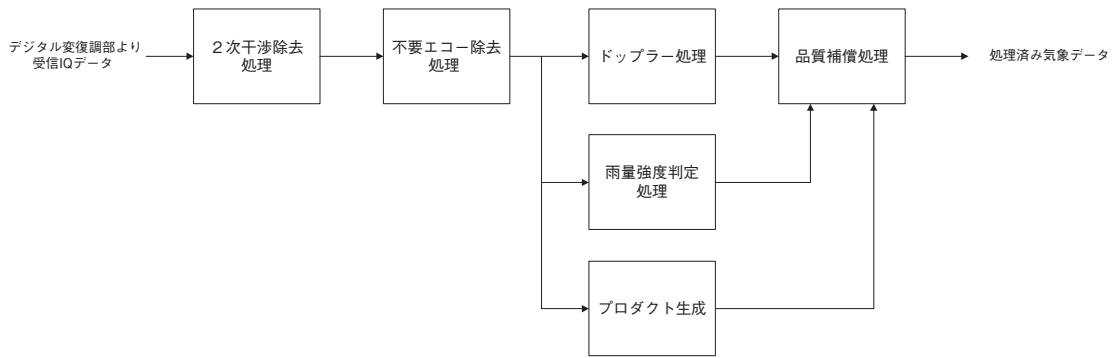 デジタル変復調部より
受信IQデータ
２次干渉除去
処理
不要エコー除去
処理
ドップラー処理
品質補償処理
処理済み気象データ
雨量強度判定
処理
プロダクト生成